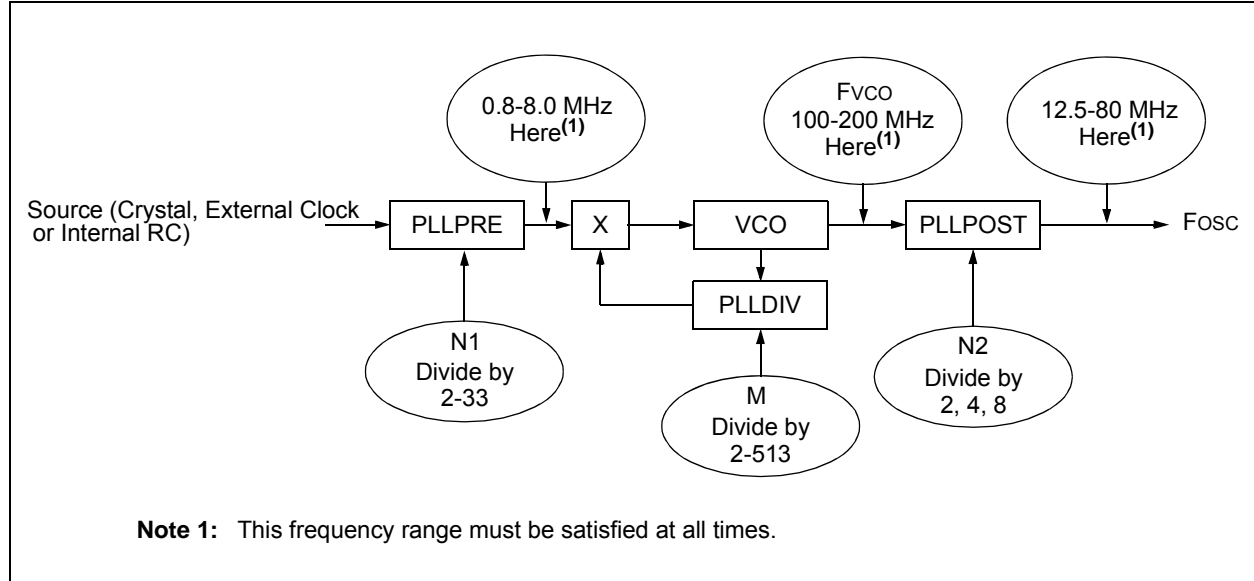 0.8-8.0 MHz
Here(1)
FVCO
100-200 MHz
Here(1)
12.5-80 MHz
Here(1)
Source (Crystal, External Clock
or Internal RC)
PLLPRE
X
VCO
PLLPOST
FOSC
PLLDIV
N1
Divide by
2-33
M
Divide by
2-513
N2
Divide by
2, 4, 8
Note 1: This frequency range must be satisfied at all times.